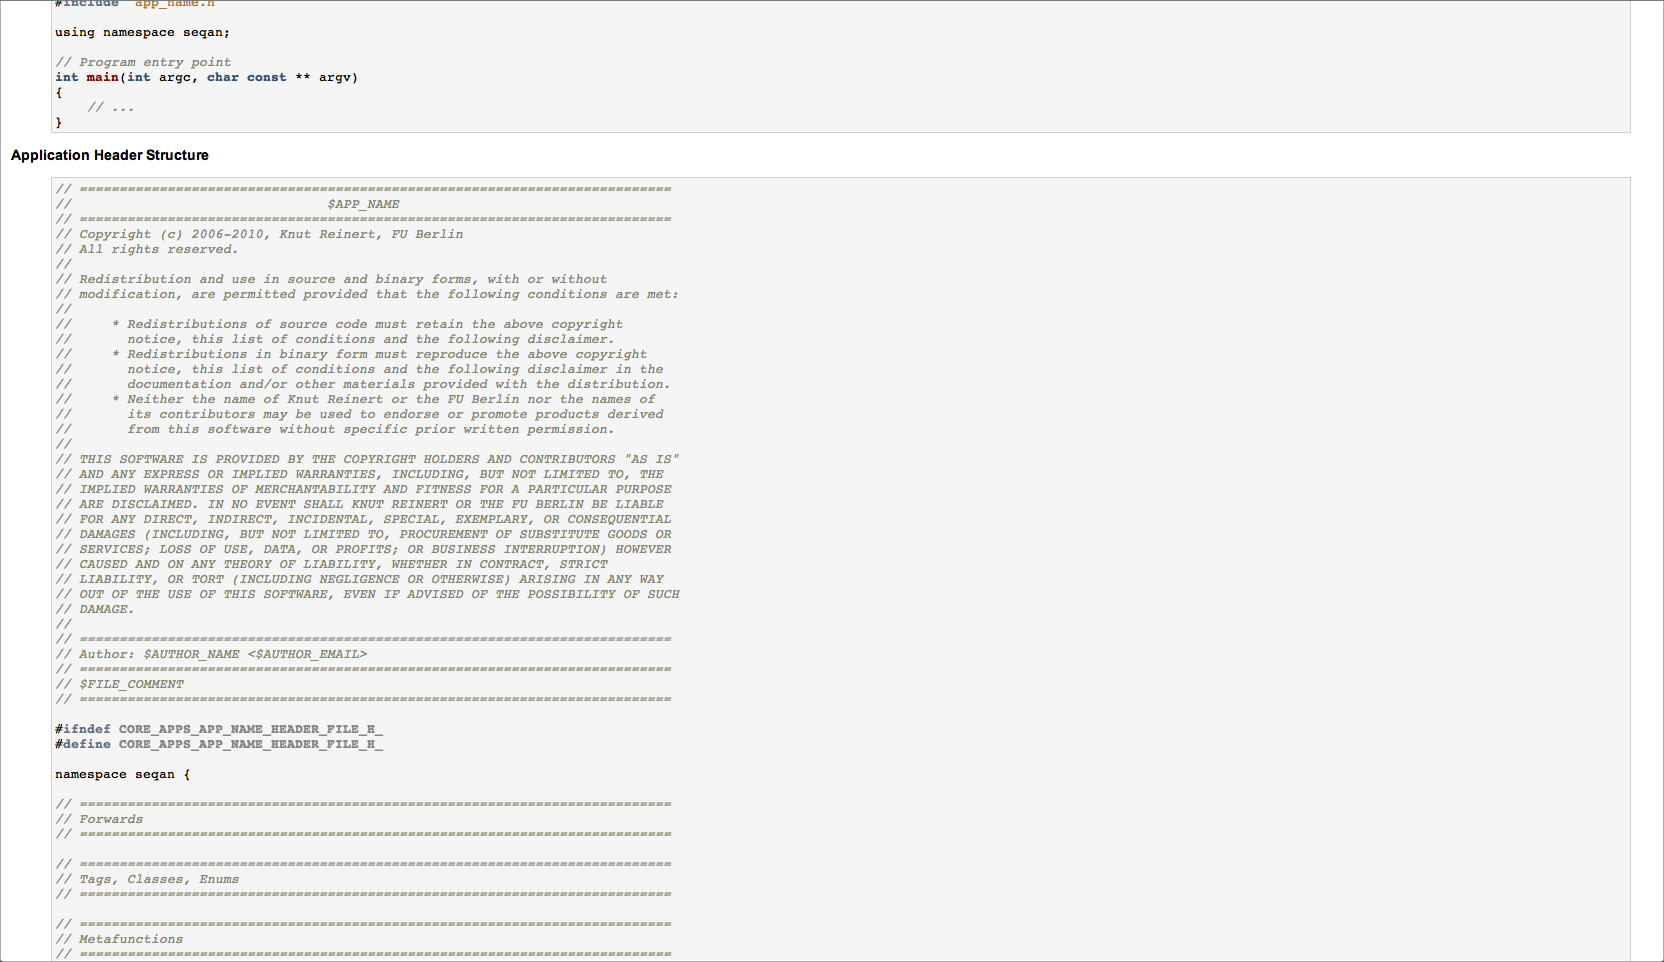 #include "app_name.h"
using namespace seqan;
// Program entry point
int main(int argc, char const ** argv)
{
// ...
}
Application Header Structure
// ==========================================================================
// $APP_NAME
// ==========================================================================
// Copyright (c) 2006-2010, Knut Reinert, FU Berlin
// All rights reserved.
//
// Redistribution and use in source and binary forms, with or without
// modification, are permitted provided that the following conditions are met:
//
// * Redistributions of source code must retain the above copyright
// notice, this list of conditions and the following disclaimer.
// * Redistributions in binary form must reproduce the above copyright
// notice, this list of conditions and the following disclaimer in the
// documentation and/or other materials provided with the distribution.
// * Neither the name of Knut Reinert or the FU Berlin nor the names of
// its contributors may be used to endorse or promote products derived
// from this software without specific prior written permission.
//
// THIS SOFTWARE IS PROVIDED BY THE COPYRIGHT HOLDERS AND CONTRIBUTORS "AS IS"
// AND ANY EXPRESS OR IMPLIED WARRANTIES, INCLUDING, BUT NOT LIMITED TO, THE
// IMPLIED WARRANTIES OF MERCHANTABILITY AND FITNESS FOR A PARTICULAR PURPOSE
// ARE DISCLAIMED. IN NO EVENT SHALL KNUT REINERT OR THE FU BERLIN BE LIABLE
// FOR ANY DIRECT, INDIRECT, INCIDENTAL, SPECIAL, EXEMPLARY, OR CONSEQUENTIAL
// DAMAGES (INCLUDING, BUT NOT LIMITED TO, PROCUREMENT OF SUBSTITUTE GOODS OR
// SERVICES; LOSS OF USE, DATA, OR PROFITS; OR BUSINESS INTERRUPTION) HOWEVER
// CAUSED AND ON ANY THEORY OF LIABILITY, WHETHER IN CONTRACT, STRICT
// LIABILITY, OR TORT (INCLUDING NEGLIGENCE OR OTHERWISE) ARISING IN ANY WAY
// OUT OF THE USE OF THIS SOFTWARE, EVEN IF ADVISED OF THE POSSIBILITY OF SUCH
// DAMAGE.
//
// ==========================================================================
// Author: $AUTHOR_NAME <$AUTHOR_EMAIL>
// ==========================================================================
// $FILE_COMMENT
// ==========================================================================
#ifndef CORE_APPS_APP_NAME_HEADER_FILE_H_
#define CORE_APPS_APP_NAME_HEADER_FILE_H_
namespace seqan {
// ==========================================================================
// Forwards
// ==========================================================================
// ==========================================================================
// Tags, Classes, Enums
// ==========================================================================
// ==========================================================================
// Metafunctions
// ==========================================================================